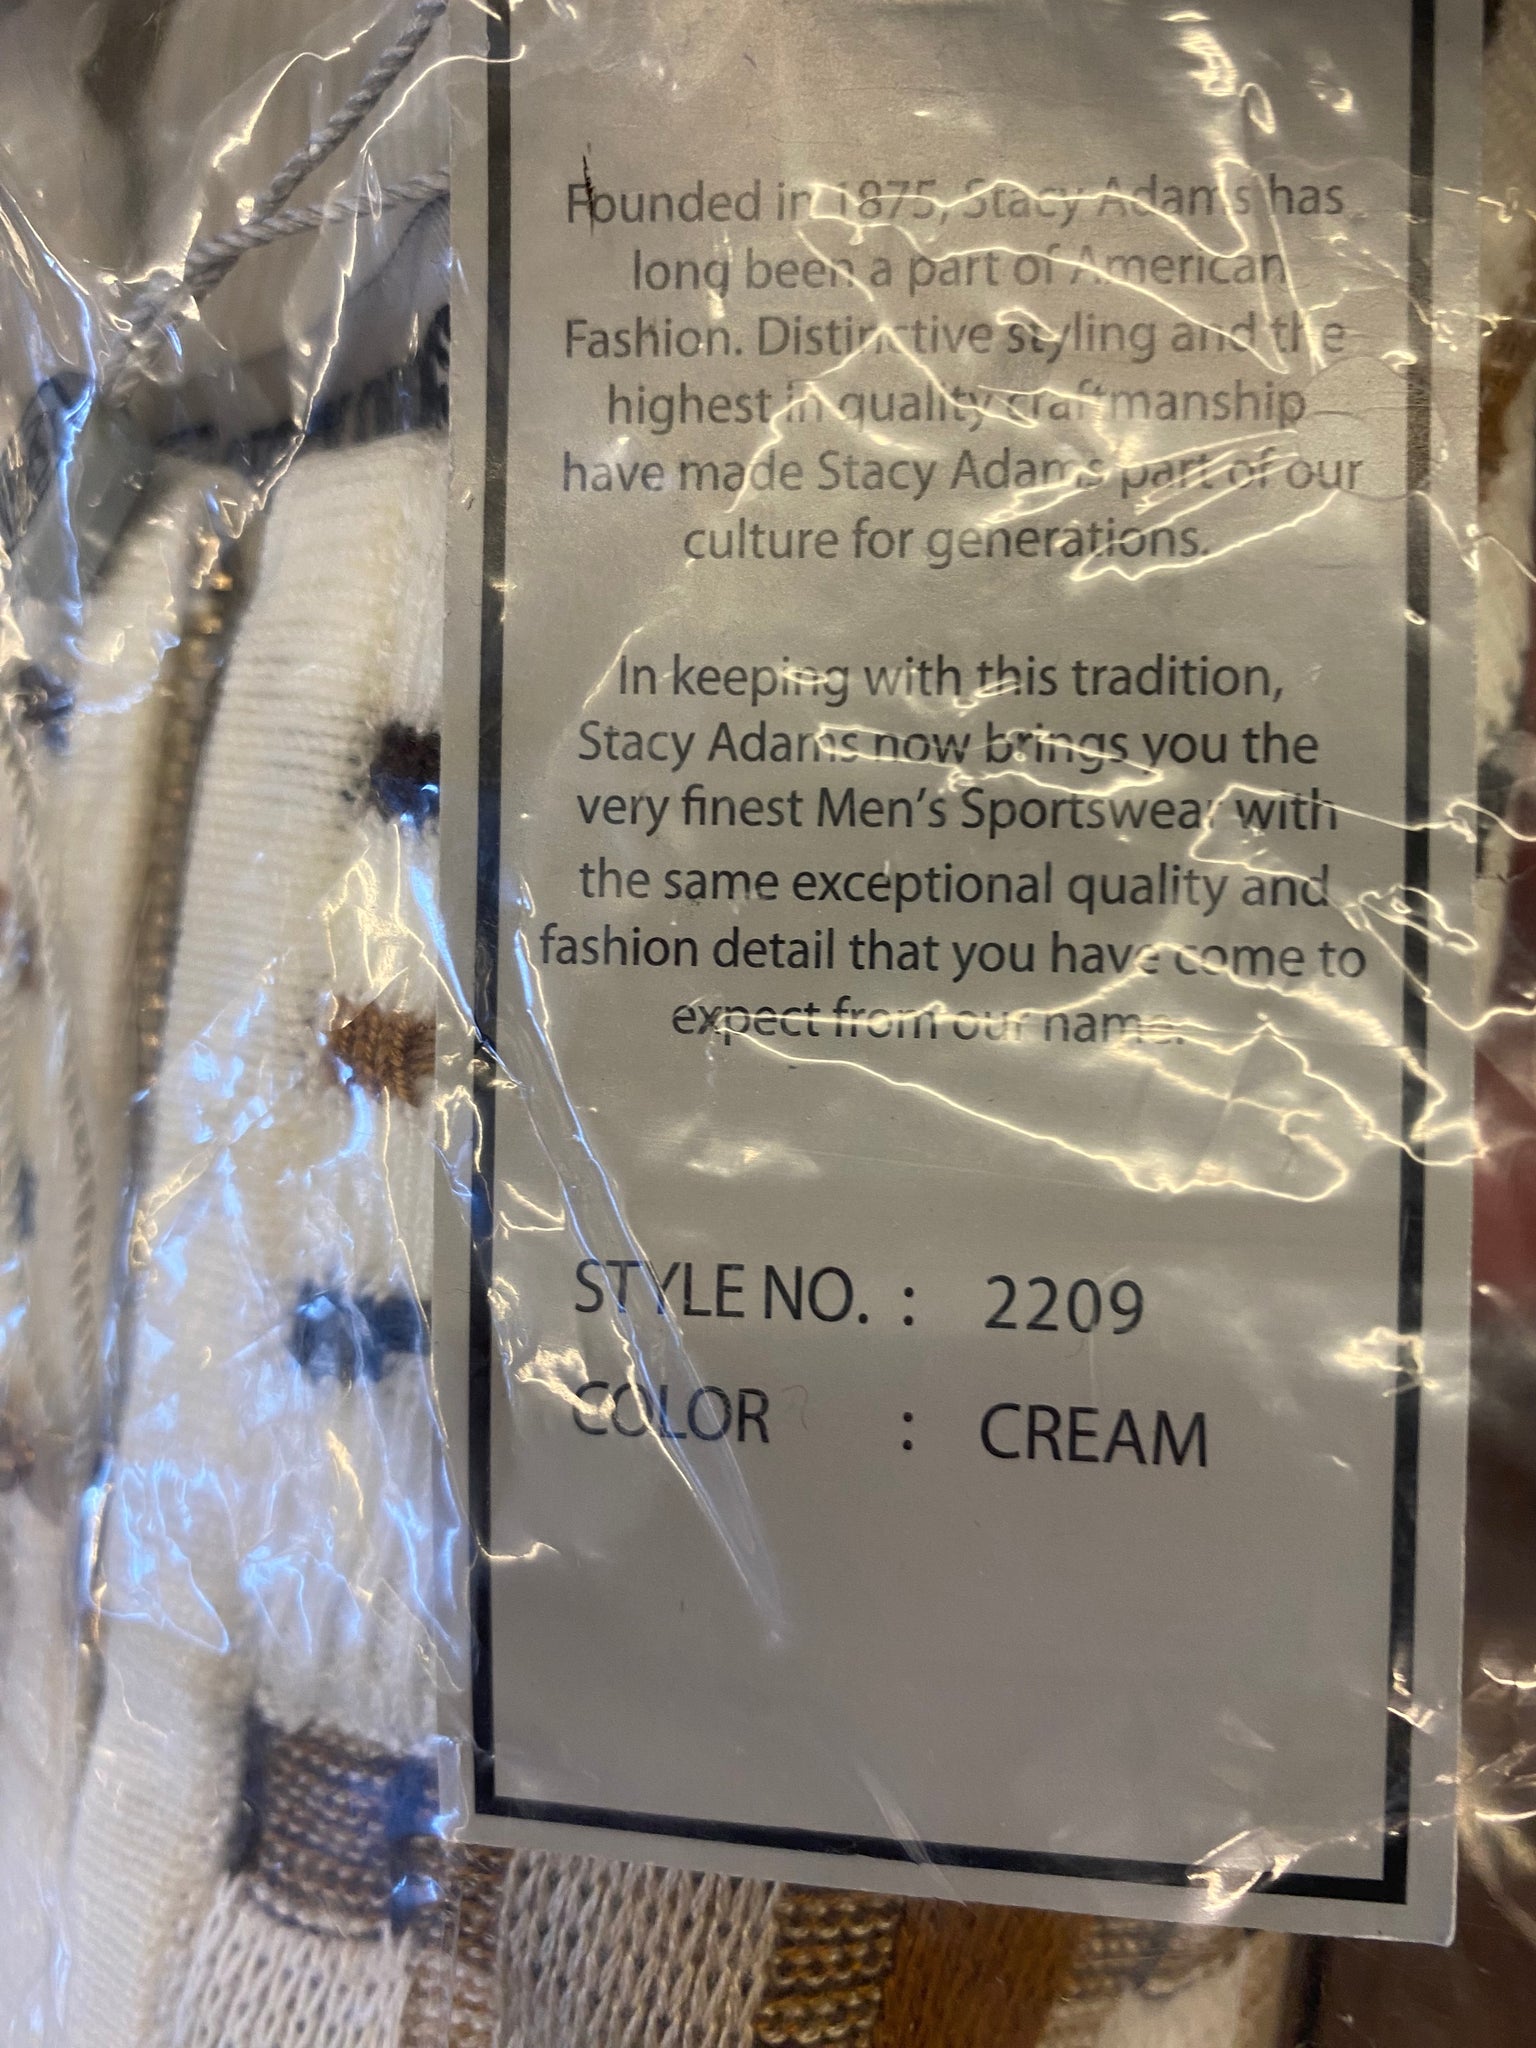 Founded in 1875, Stacy Adams has
long been a part of American
Fashion. Distinctive styling and the
highest in quality craftmanship
have made Stacy Adams part of our
culture for generations.
In keeping with this tradition,
Stacy Adams now brings you the
very finest Men's Sportswear with
the same exceptional quality and
fashion detail that you have come to
expect from our name.
STYLE NO. : 2209
COLOR : CREAM